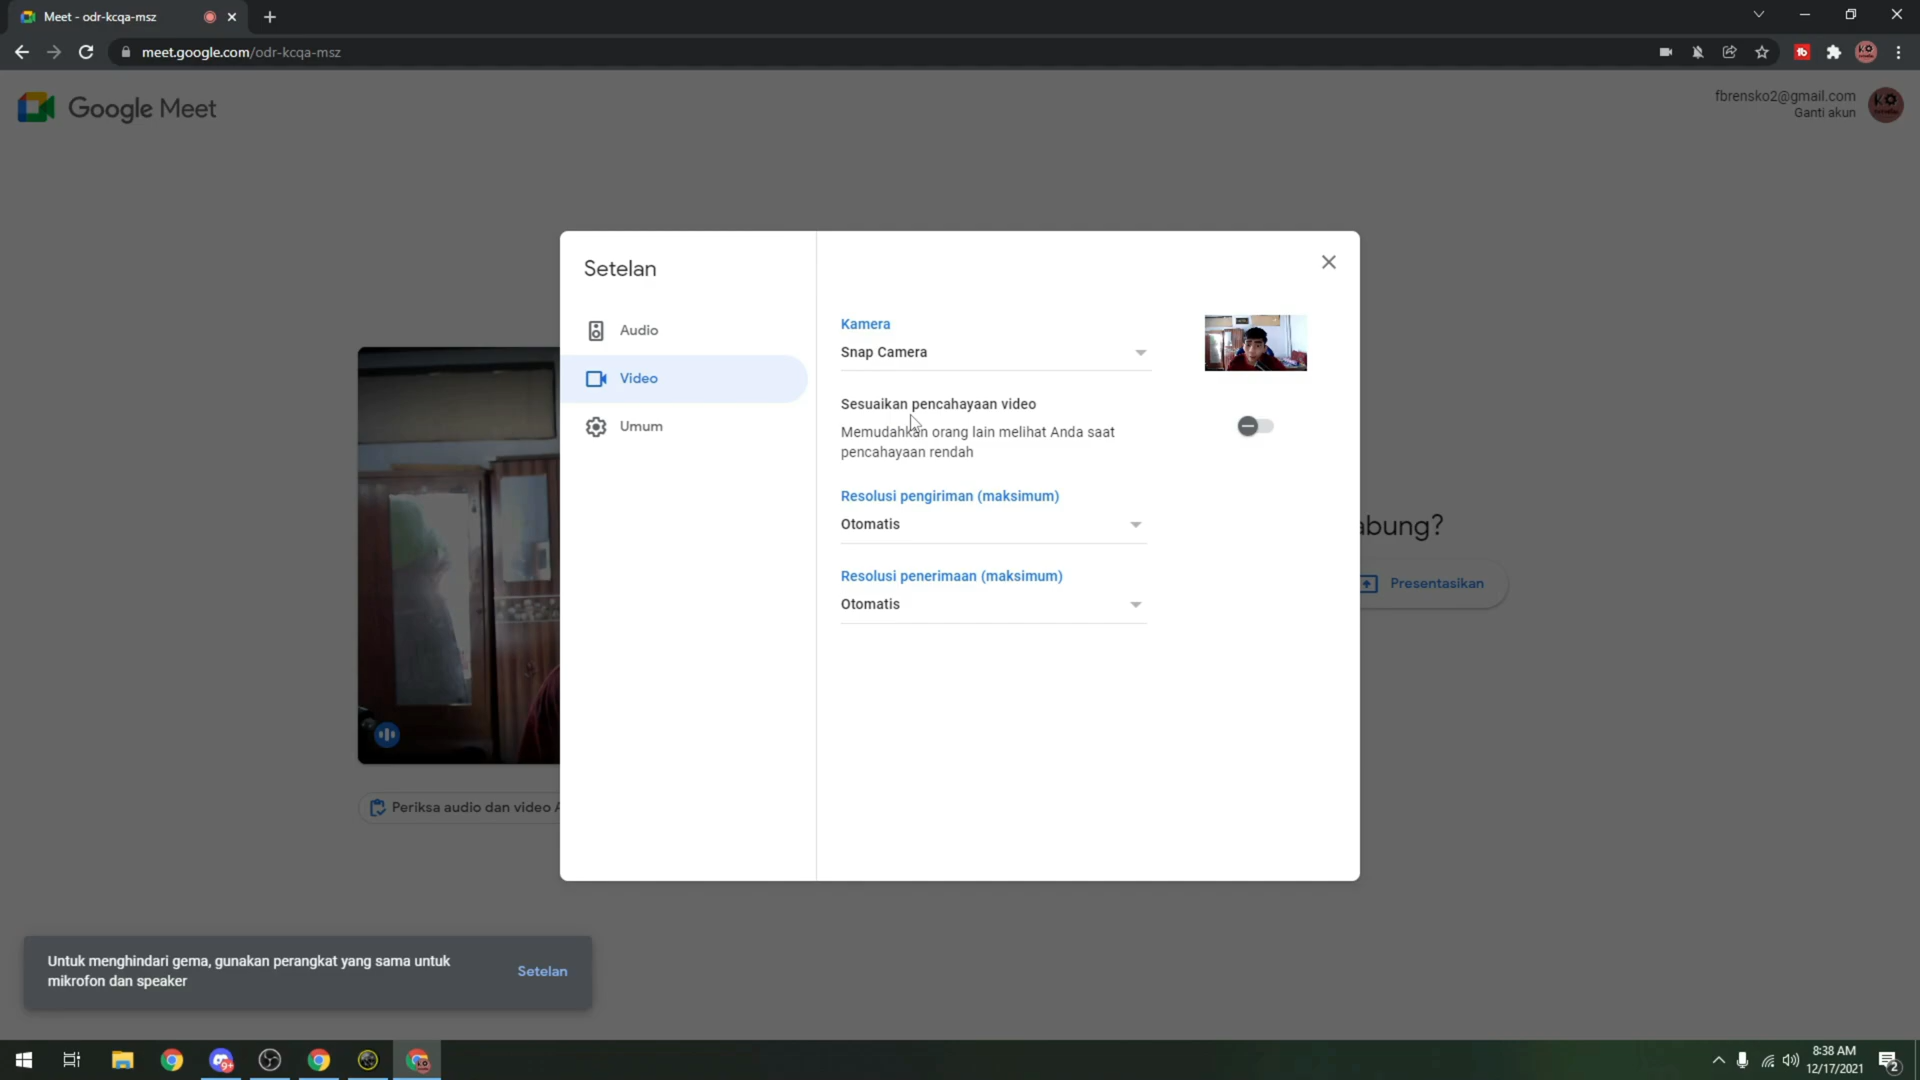 Meet - odr-kcqa-msz
meet.google.com/odr-kcqa-msz
Google Meet
fbrensko2@gmail.com
Ganti akun
Setelan
Audio
Video
Umum
Kamera
Snap Camera
Sesuaikan pencahayaan video
Memudahkan orang lain melihat Anda saat
pencahayaan rendah
Resolusi pengiriman (maksimum)
Otomatis
Resolusi penerimaan (maksimum)
Otomatis
abung?
Presentasikan
Periksa audio dan video A
Untuk menghindari gema, gunakan perangkat yang sama untuk
mikrofon dan speaker
Setelan
8:38 AM
12/17/2021
2
9+